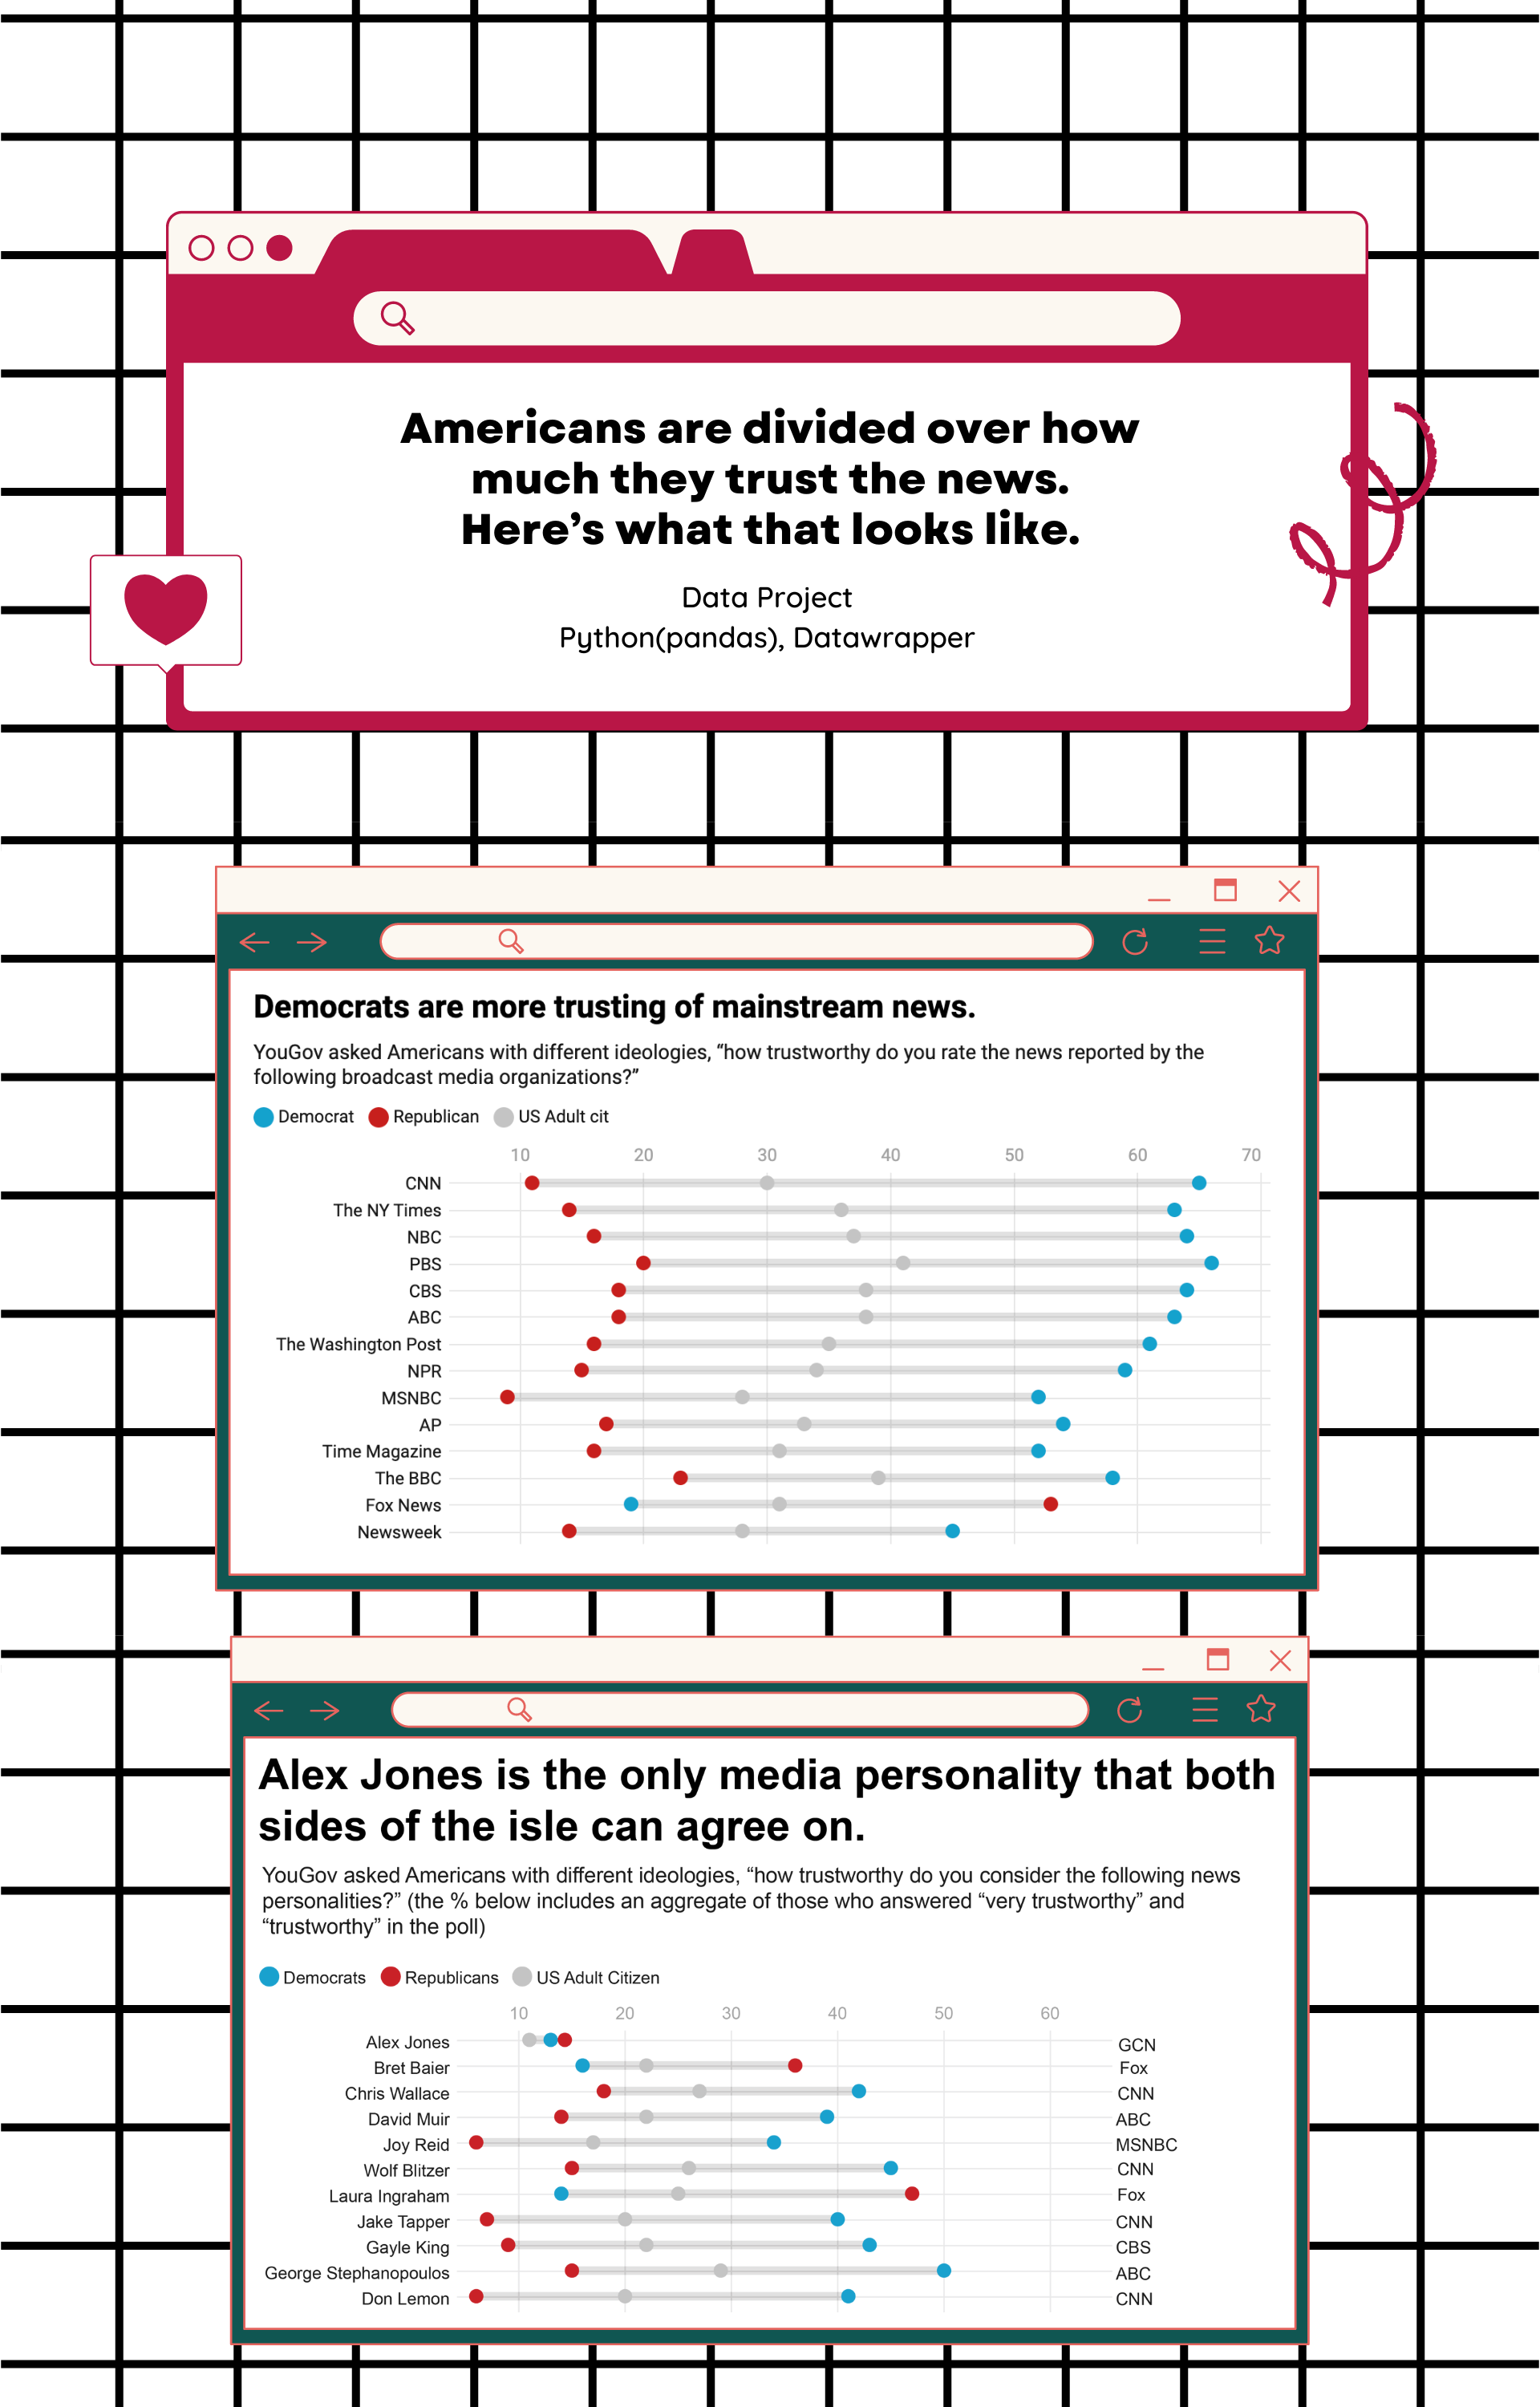 Americans are divided over how
much they trust the news.
Here’s what that looks like.
Data Project
Python(pandas), Datawrapper
Democrats are more trusting of mainstream news.
YouGov asked Americans with different ideologies, “how trustworthy do you rate the news reported by the
following broadcast media organizations?”
Democrat Republican US Adult cit
10 20 30 40 50 60 70
CNN
The NY Times
NBC
PBS
CBS
ABC
The Washington Post
NPR
MSNBC
AP
Time Magazine
The BBC
Fox News
Newsweek
Alex Jones is the only media personality that both
sides of the isle can agree on.
YouGov asked Americans with different ideologies, “how trustworthy do you consider the following news
personalities?” (the % below includes an aggregate of those who answered “very trustworthy” and
“trustworthy” in the poll)
Democrats Republicans US Adult Citizen
10 20 30 40 50 60
Alex Jones GCN
Bret Baier Fox
Chris Wallace CNN
David Muir ABC
Joy Reid MSNBC
Wolf Blitzer CNN
Laura Ingraham Fox
Jake Tapper CNN
Gayle King CBS
George Stephanopoulos ABC
Don Lemon CNN